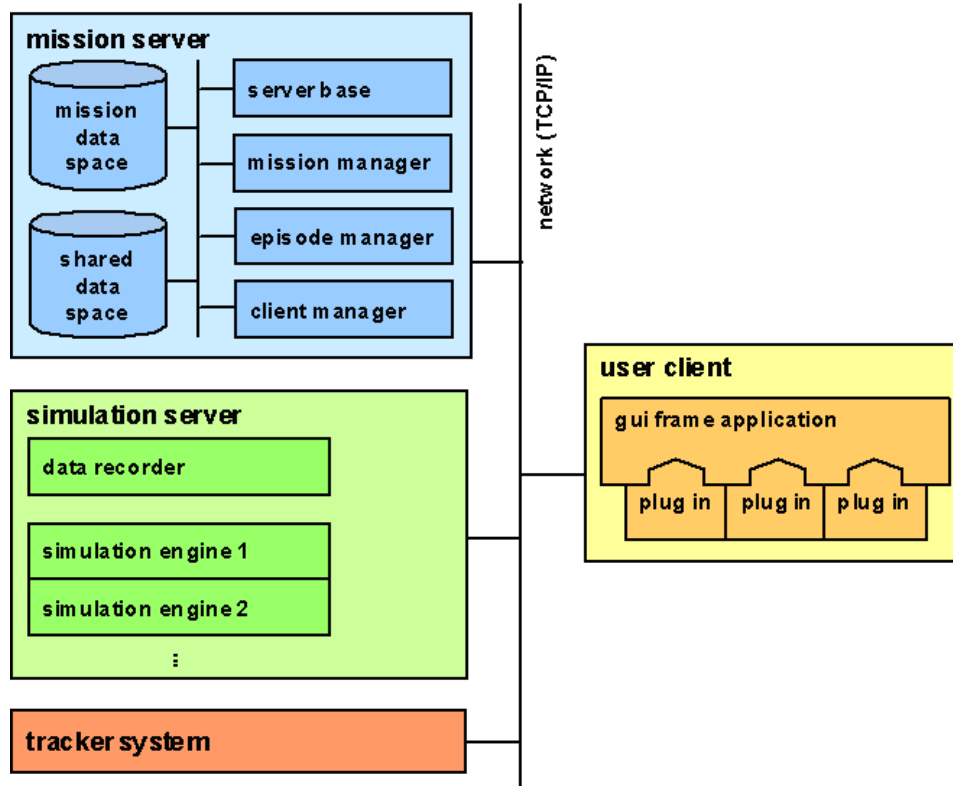 mission server
mission
data
space
shared
data
space
server base
mission manager
episode manager
client manager
network (TCP/IP)
simulation server
data recorder
simulation engine 1
simulation engine 2
...
tracker system
user client
gui frame application
plug in plug in plug in